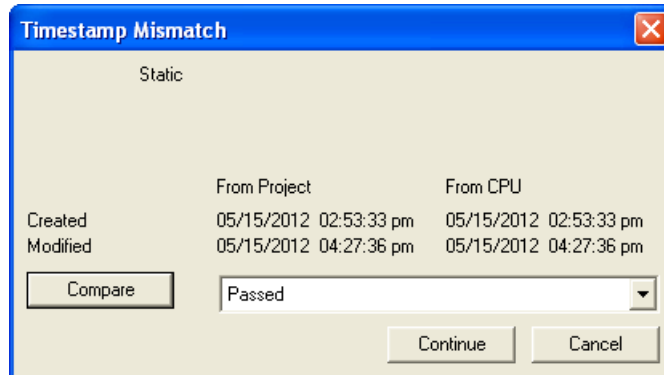 Timestamp Mismatch
Static
From Project From CPU
Created 05/15/2012 02:53:33 pm 05/15/2012 02:53:33 pm
Modified 05/15/2012 04:27:36 pm 05/15/2012 04:27:36 pm
Compare Passed
Continue Cancel